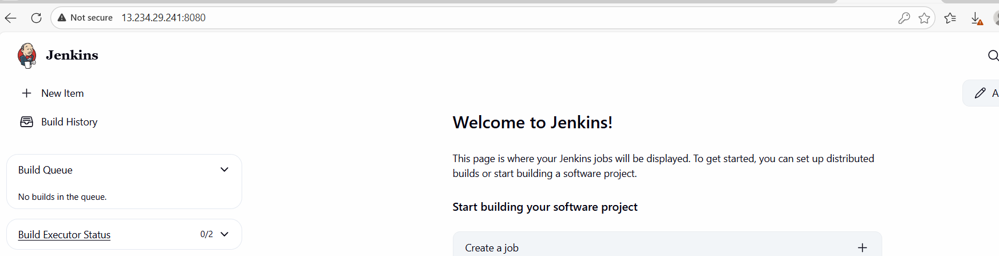 Not secure 13.234.29.241:8080
Jenkins
New Item
Build History
Build Queue
No builds in the queue.
Build Executor Status 0/2
Welcome to Jenkins!
This page is where your Jenkins jobs will be displayed. To get started, you can set up distributed
builds or start building a software project.
Start building your software project
Create a job